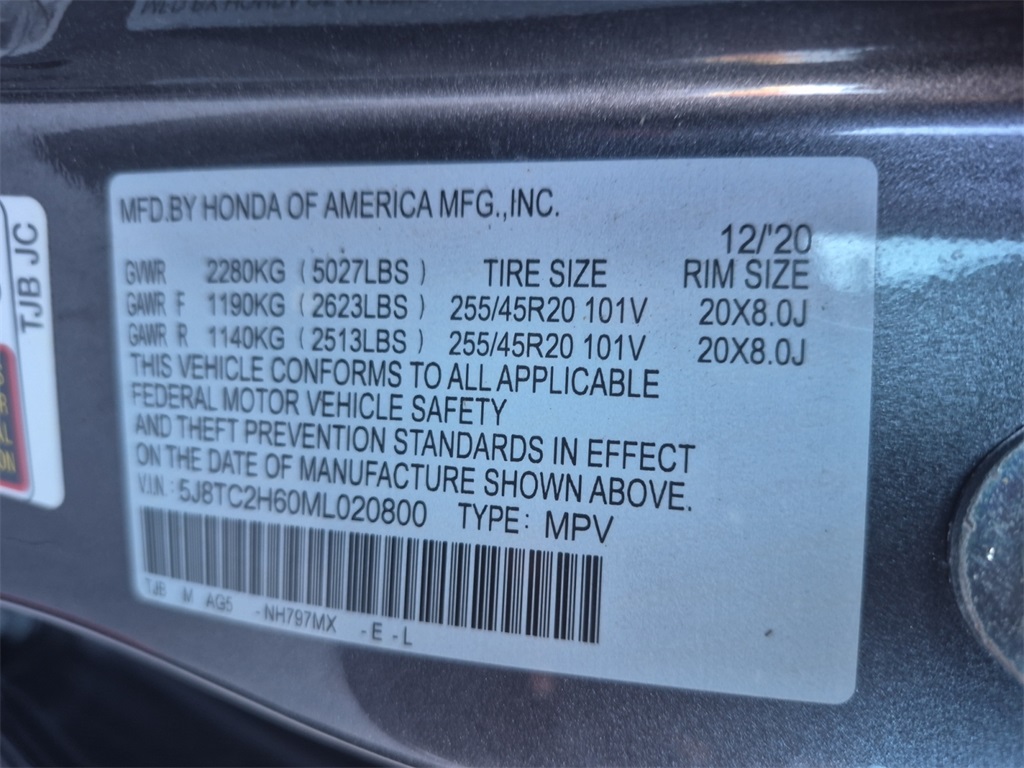 MFD.BY HONDA OF AMERICA MFG.,INC.
12/'20
GVWR 2280KG (5027LBS) TIRE SIZE RIM SIZE
GAWR F 1190KG (2623LBS) 255/45R20 101V 20X8.0J
GAWR R 1140KG (2513LBS) 255/45R20 101V 20X8.0J
THIS VEHICLE CONFORMS TO ALL APPLICABLE
FEDERAL MOTOR VEHICLE SAFETY
AND THEFT PREVENTION STANDARDS IN EFFECT
ON THE DATE OF MANUFACTURE SHOWN ABOVE.
V.I.N.: 5J8TC2H60ML020800 TYPE: MPV
TJB M AG5 -NH797MX -E-L
TJB JC